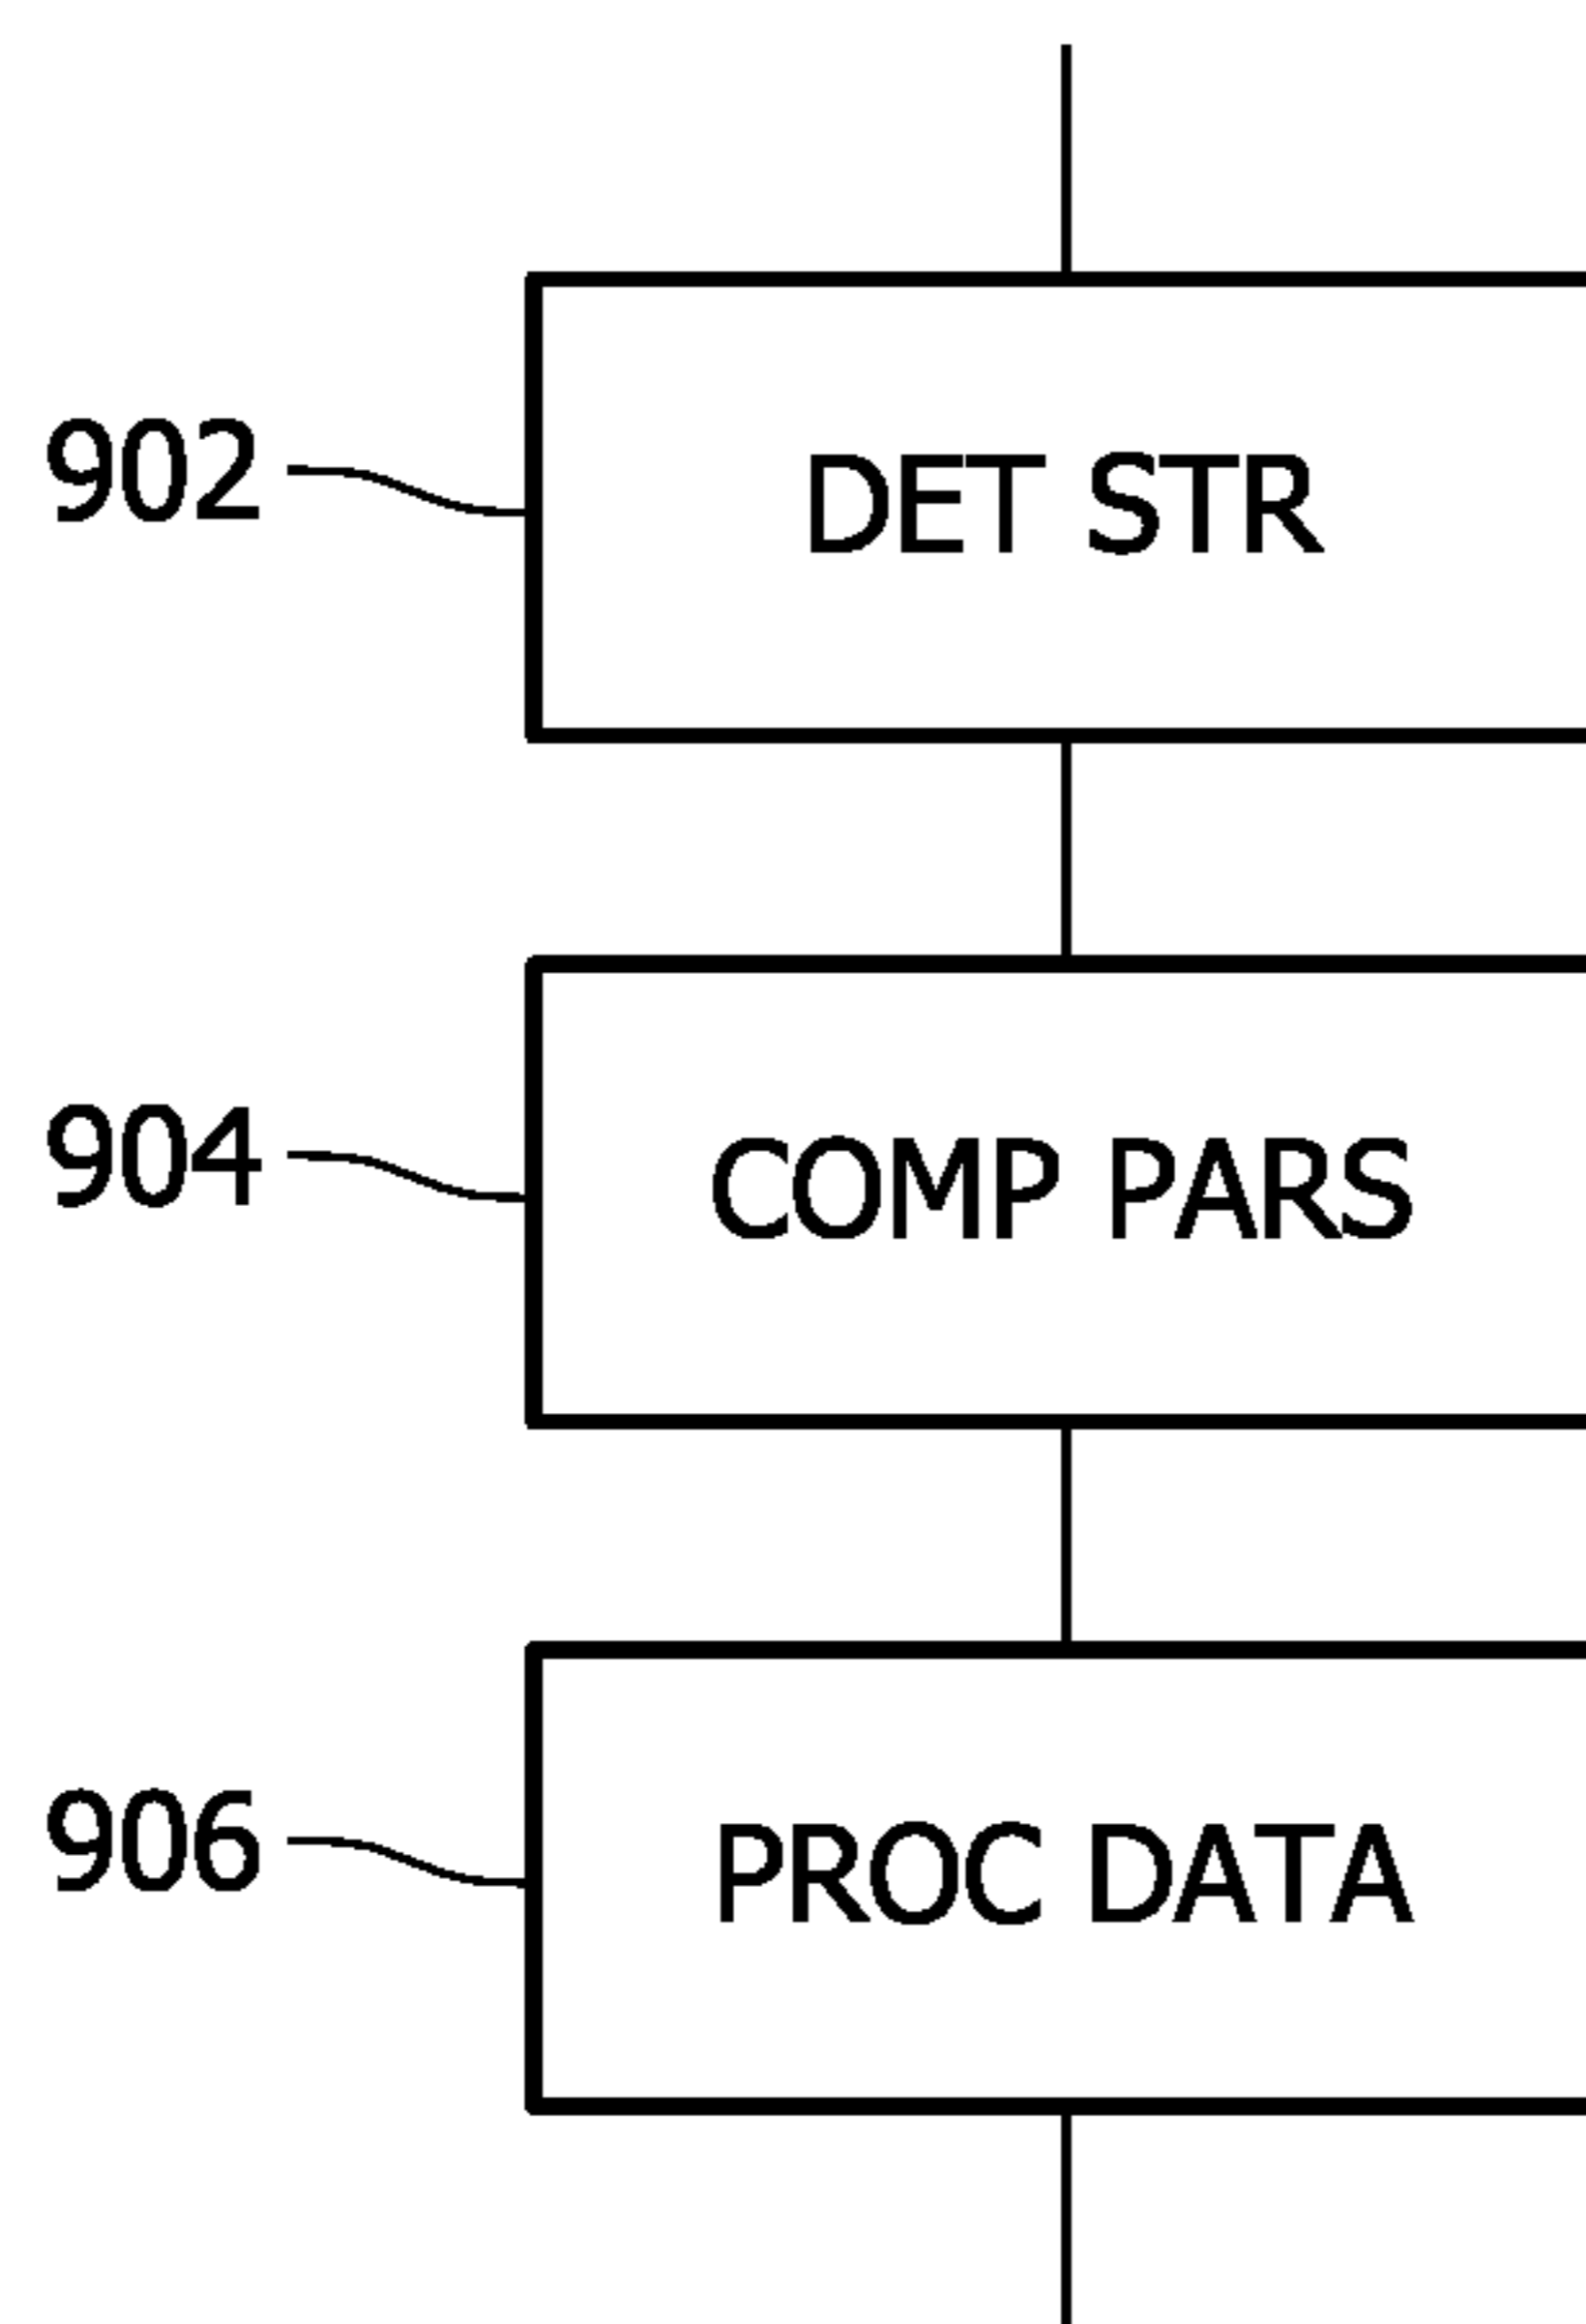 902
DET STR
904
COMP PARS
906
PROC DATA